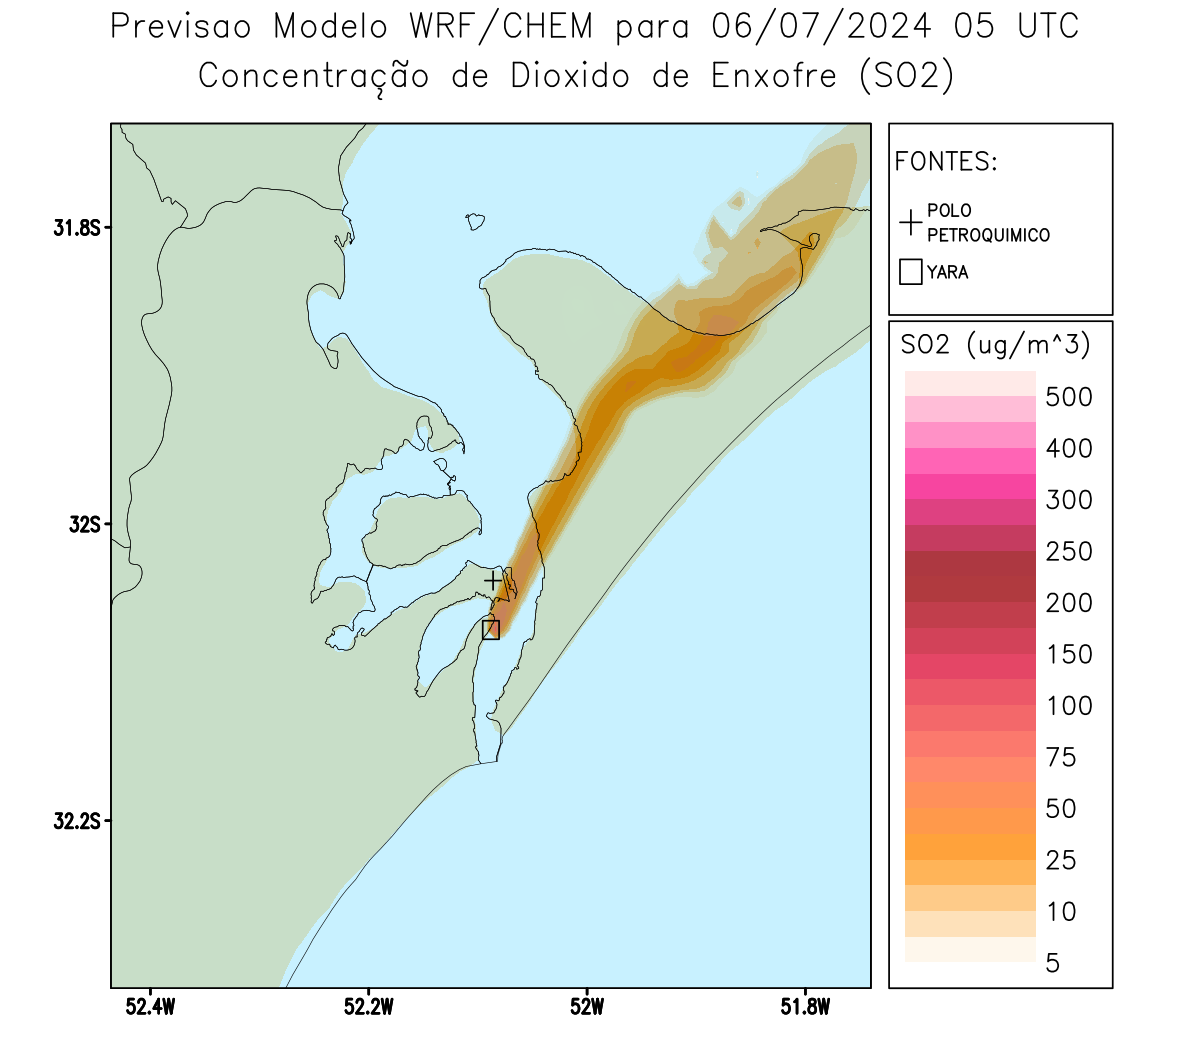 Previsao Modelo WRF/CHEM para 06/07/2024 05 UTC
Concentração de Dioxido de Enxofre (SO2)
FONTES:
POLO
PETROQUIMICO
YARA
SO2 (ug/m^3)
500
400
300
250
200
150
100
75
50
25
10
5
31.8S
32S
32.2S
52.4W
52.2W
52W
51.8W